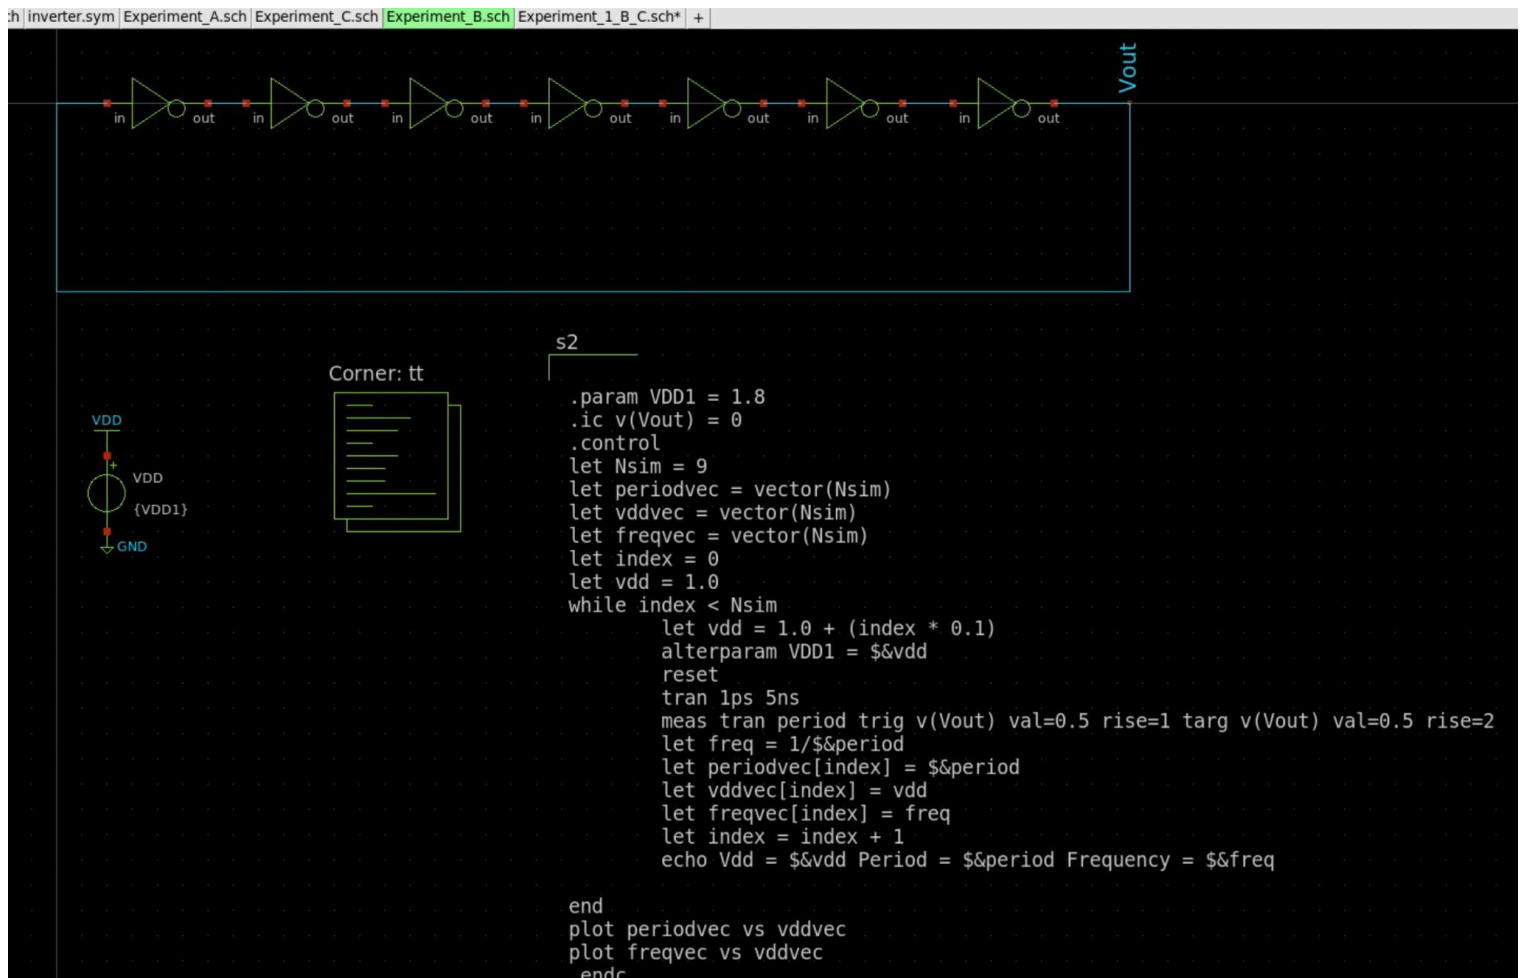 ch inverter.sym Experiment_A.sch Experiment_C.sch Experiment_B.sch Experiment_1_B_C.sch* +
Vout
in out in out in out in out in out in out in out
s2
Corner: tt
.param VDD1 = 1.8
.ic v(Vout) = 0
.control
let Nsim = 9
let periodvec = vector(Nsim)
let vddvec = vector(Nsim)
let freqvec = vector(Nsim)
let index = 0
let vdd = 1.0
while index < Nsim
let vdd = 1.0 + (index * 0.1)
alterparam VDD1 = $&vdd
reset
tran 1ps 5ns
meas tran period trig v(Vout) val=0.5 rise=1 targ v(Vout) val=0.5 rise=2
let freq = 1/$&period
let periodvec[index] = $&period
let vddvec[index] = vdd
let freqvec[index] = freq
let index = index + 1
echo Vdd = $&vdd Period = $&period Frequency = $&freq
end
plot periodvec vs vddvec
plot freqvec vs vddvec
.endc
VDD
+
VDD
{VDD1}
GND